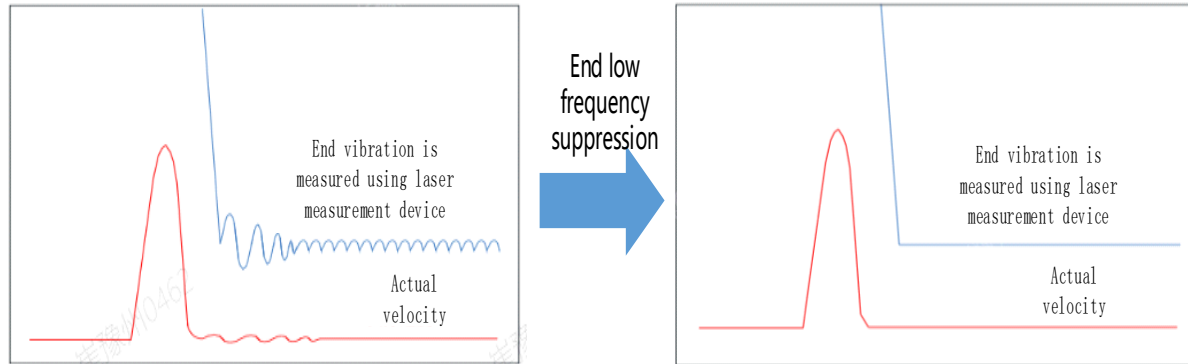 End vibration is
measured using laser
measurement device
Actual
velocity
End low
frequency
suppression
End vibration is
measured using laser
measurement device
Actual
velocity